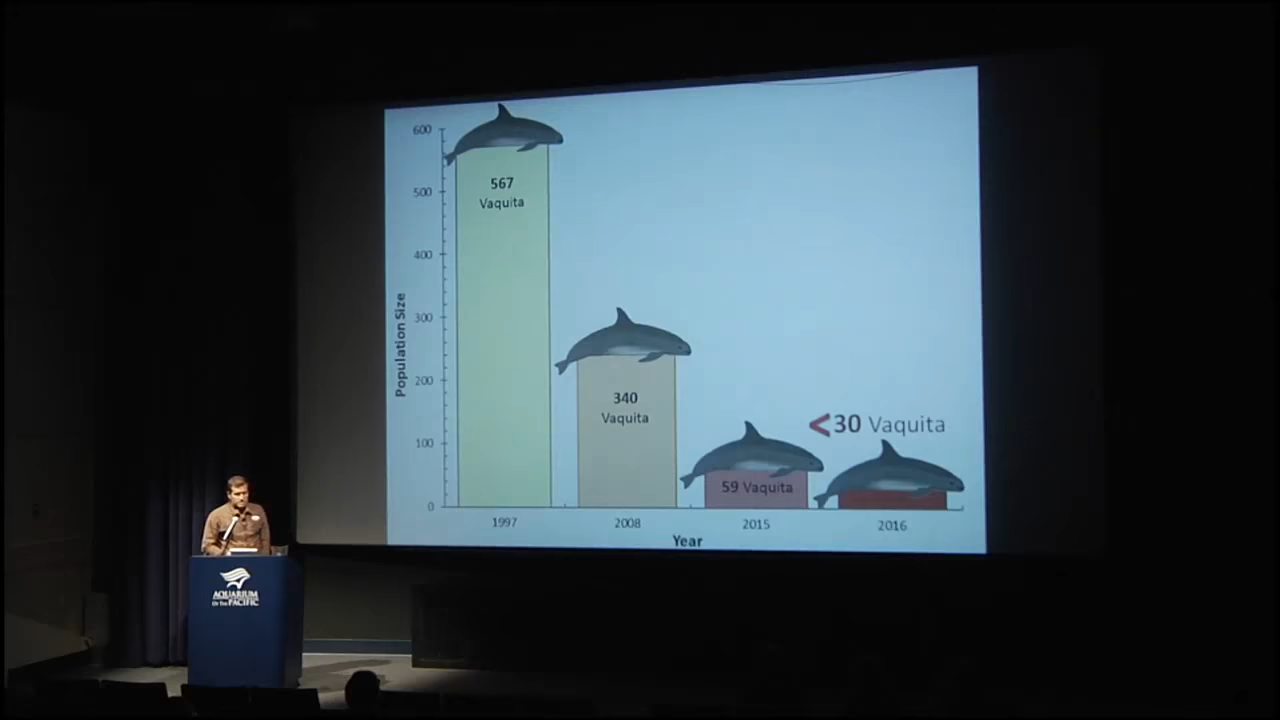 600
500
400
300
200
100
0
Population Size
567
Vaquita
340
Vaquita
59 Vaquita
<30 Vaquita
1997
2008
2015
2016
Year
AQUARIUM
OF THE PACIFIC